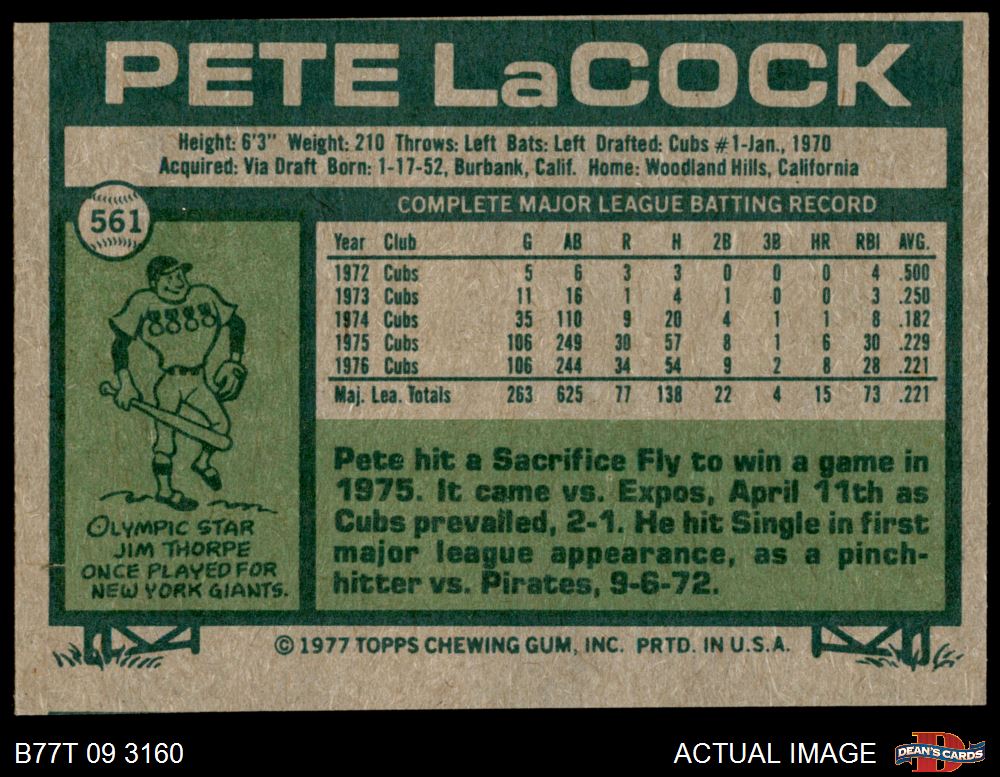 PETE LaCOCK
Height: 6'3" Weight: 210 Throws: Left Bats: Left Drafted: Cubs #1-Jan., 1970
Acquired: Via Draft Born: 1-17-52, Burbank, Calif. Home: Woodland Hills, California
561
COMPLETE MAJOR LEAGUE BATTING RECORD
Year Club G AB R H 2B 3B HR RBI AVG.
1972 Cubs 5 6 3 3 0 0 0 4 .500
1973 Cubs 11 16 1 4 1 0 0 3 .250
1974 Cubs 35 110 9 20 4 1 1 8 .182
1975 Cubs 106 249 30 57 8 1 6 30 .229
1976 Cubs 106 244 34 54 9 2 8 28 .221
Maj. Lea. Totals 263 625 77 138 22 4 15 73 .221
OLYMPIC STAR
JIM THORPE
ONCE PLAYED FOR
NEW YORK GIANTS.
Pete hit a Sacrifice Fly to win a game in
1975. It came vs. Expos, April 11th as
Cubs prevailed, 2-1. He hit Single in first
major league appearance, as a pinch-
hitter vs. Pirates, 9-6-72.
© 1977 TOPPS CHEWING GUM, INC. PRTD. IN U.S.A.
B77T 09 3160
ACTUAL IMAGE
D
DEAN'S CARDS